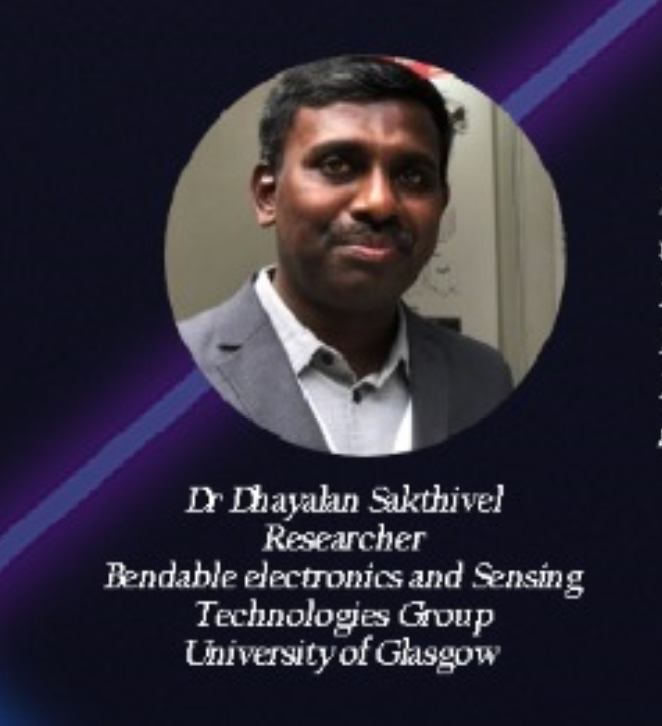 Dr Dhayalan Sakthivel
Researcher
Bendable electronics and Sensing
Technologies Group
University of Glasgow